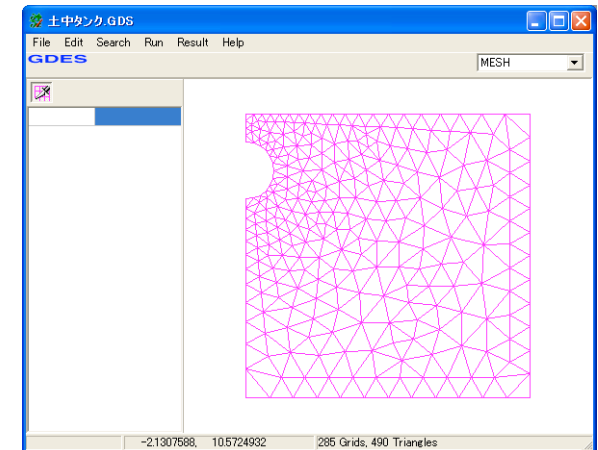 土中タンク.GDS
File Edit Search Run Result Help
GDES
MESH
-2.1307588, 10.5724932 285 Grids, 490 Triangles